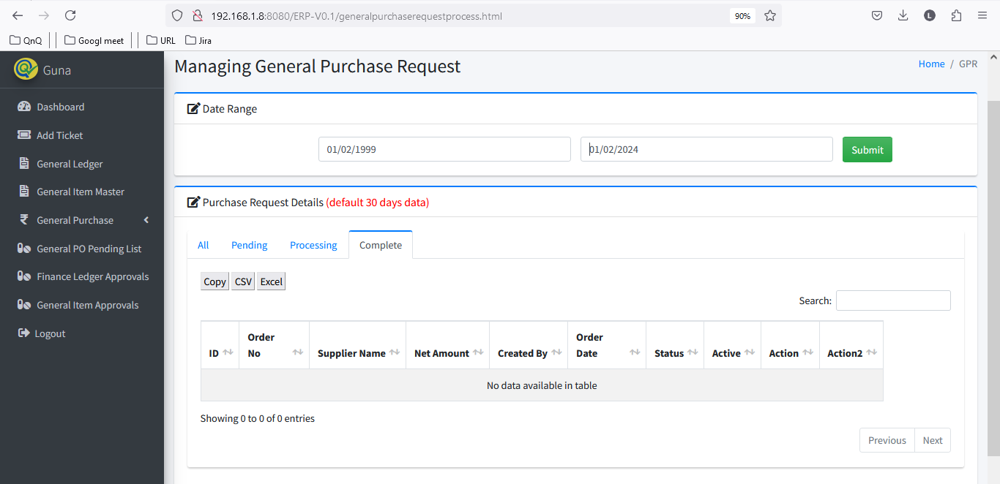 192.168.1.8:8080/ERP-V0.1/generalpurchaserequestprocess.html
90%
L
QnQ
Googl meet
URL
Jira
Guna
Dashboard
Add Ticket
General Ledger
General Item Master
General Purchase
General PO Pending List
Finance Ledger Approvals
General Item Approvals
Logout
Managing General Purchase Request
Home / GPR
Date Range
01/02/1999
01/02/2024
Submit
Purchase Request Details (default 30 days data)
All
Pending
Processing
Complete
Copy
CSV
Excel
Search:
ID
Order
No
Supplier Name
Net Amount
Created By
Order
Date
Status
Active
Action
Action2
No data available in table
Showing 0 to 0 of 0 entries
Previous
Next